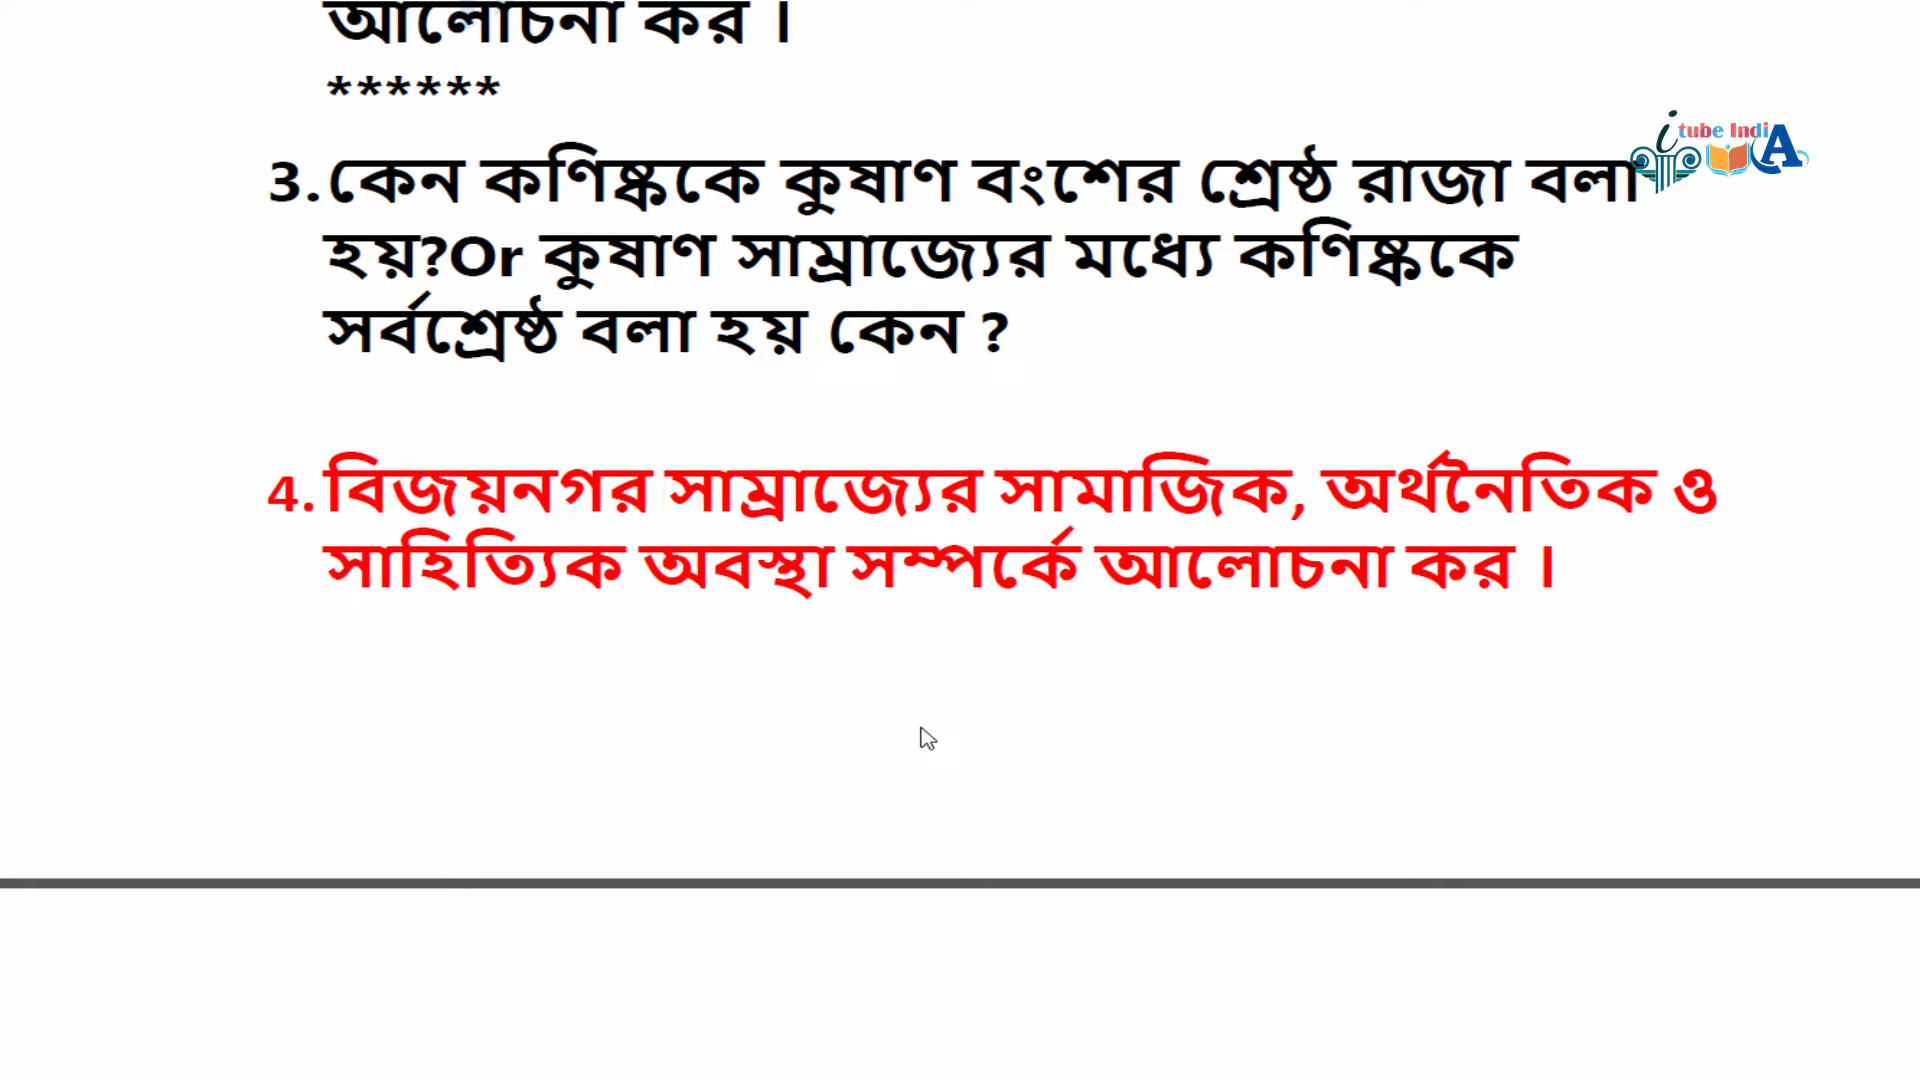 আলোচনা কর ।
******
i tube IndiA
3. কেন কণিষ্ককে কুষাণ বংশের শ্রেষ্ঠ রাজা বলা
হয়?Or কুষাণ সাম্রাজ্যের মধ্যে কণিষ্ককে
সর্বশ্রেষ্ঠ বলা হয় কেন ?
4. বিজয়নগর সাম্রাজ্যের সামাজিক, অর্থনৈতিক ও
সাহিত্যিক অবস্থা সম্পর্কে আলোচনা কর ।